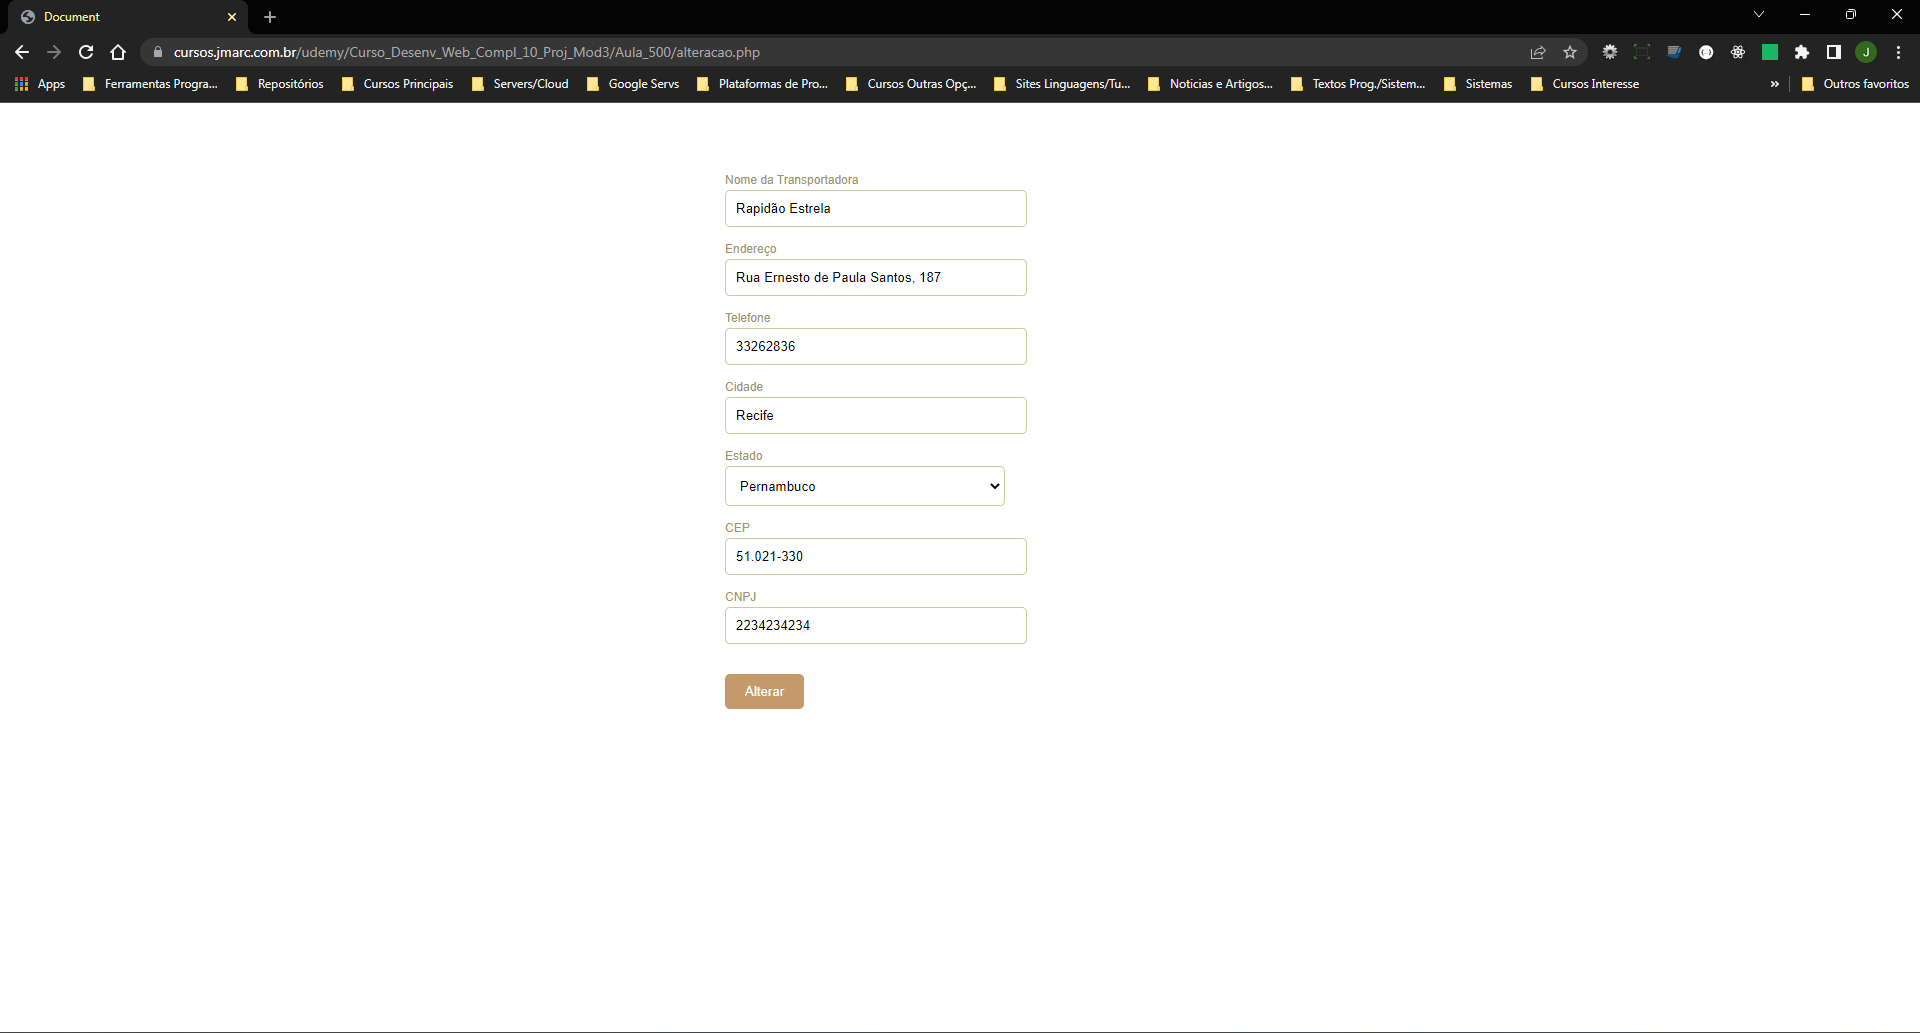 Document
cursos.jmarc.com.br/udemy/Curso_Desenv_Web_Compl_10_Proj_Mod3/Aula_500/alteracao.php
J
Apps Ferramentas Progra... Repositórios Cursos Principais Servers/Cloud Google Servs Plataformas de Pro... Cursos Outras Opç... Sites Linguagens/Tu... Noticias e Artigos... Textos Prog./Sistem... Sistemas Cursos Interesse » Outros favoritos
Nome da Transportadora
Rapidão Estrela
Endereço
Rua Ernesto de Paula Santos, 187
Telefone
33262836
Cidade
Recife
Estado
Pernambuco
CEP
51.021-330
CNPJ
2234234234
Alterar